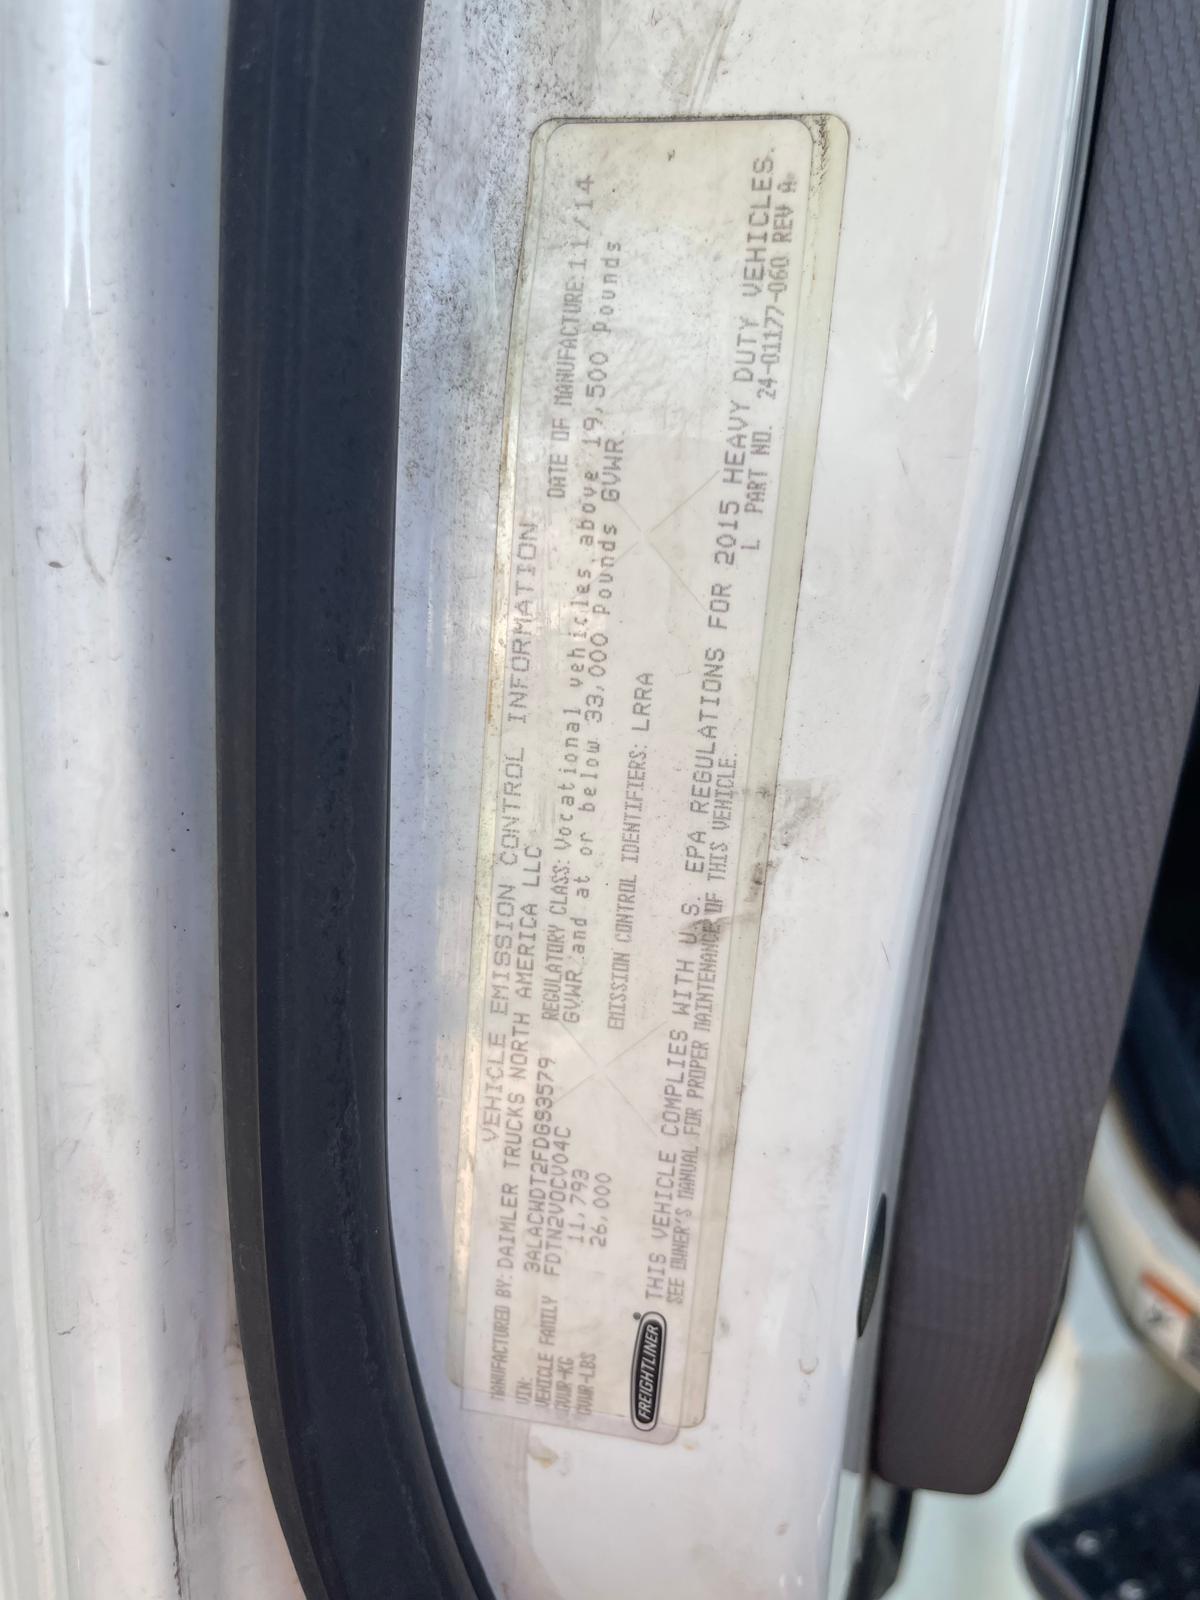 VEHICLE EMISSION CONTROL INFORMATION
MANUFACTURED BY: DAIMLER TRUCKS NORTH AMERICA LLC DATE OF MANUFACTURE: 11/14
VIN: 3ALACWDT2FDGS3579 REGULATORY CLASS: Vocational vehicles above 19,500 pounds
VEHICLE FAMILY FDTN2VOCV04C GVWR and at or below 33,000 pounds GVWR
GVWR-KG 11,793
GVWR-LBS 26,000 EMISSION CONTROL IDENTIFIERS: LRRA
FREIGHTLINER
THIS VEHICLE COMPLIES WITH U.S. EPA REGULATIONS FOR 2015 HEAVY DUTY VEHICLES.
SEE OWNER'S MANUAL FOR PROPER MAINTENANCE OF THIS VEHICLE. L PART NO. 24-01177-060 REV A